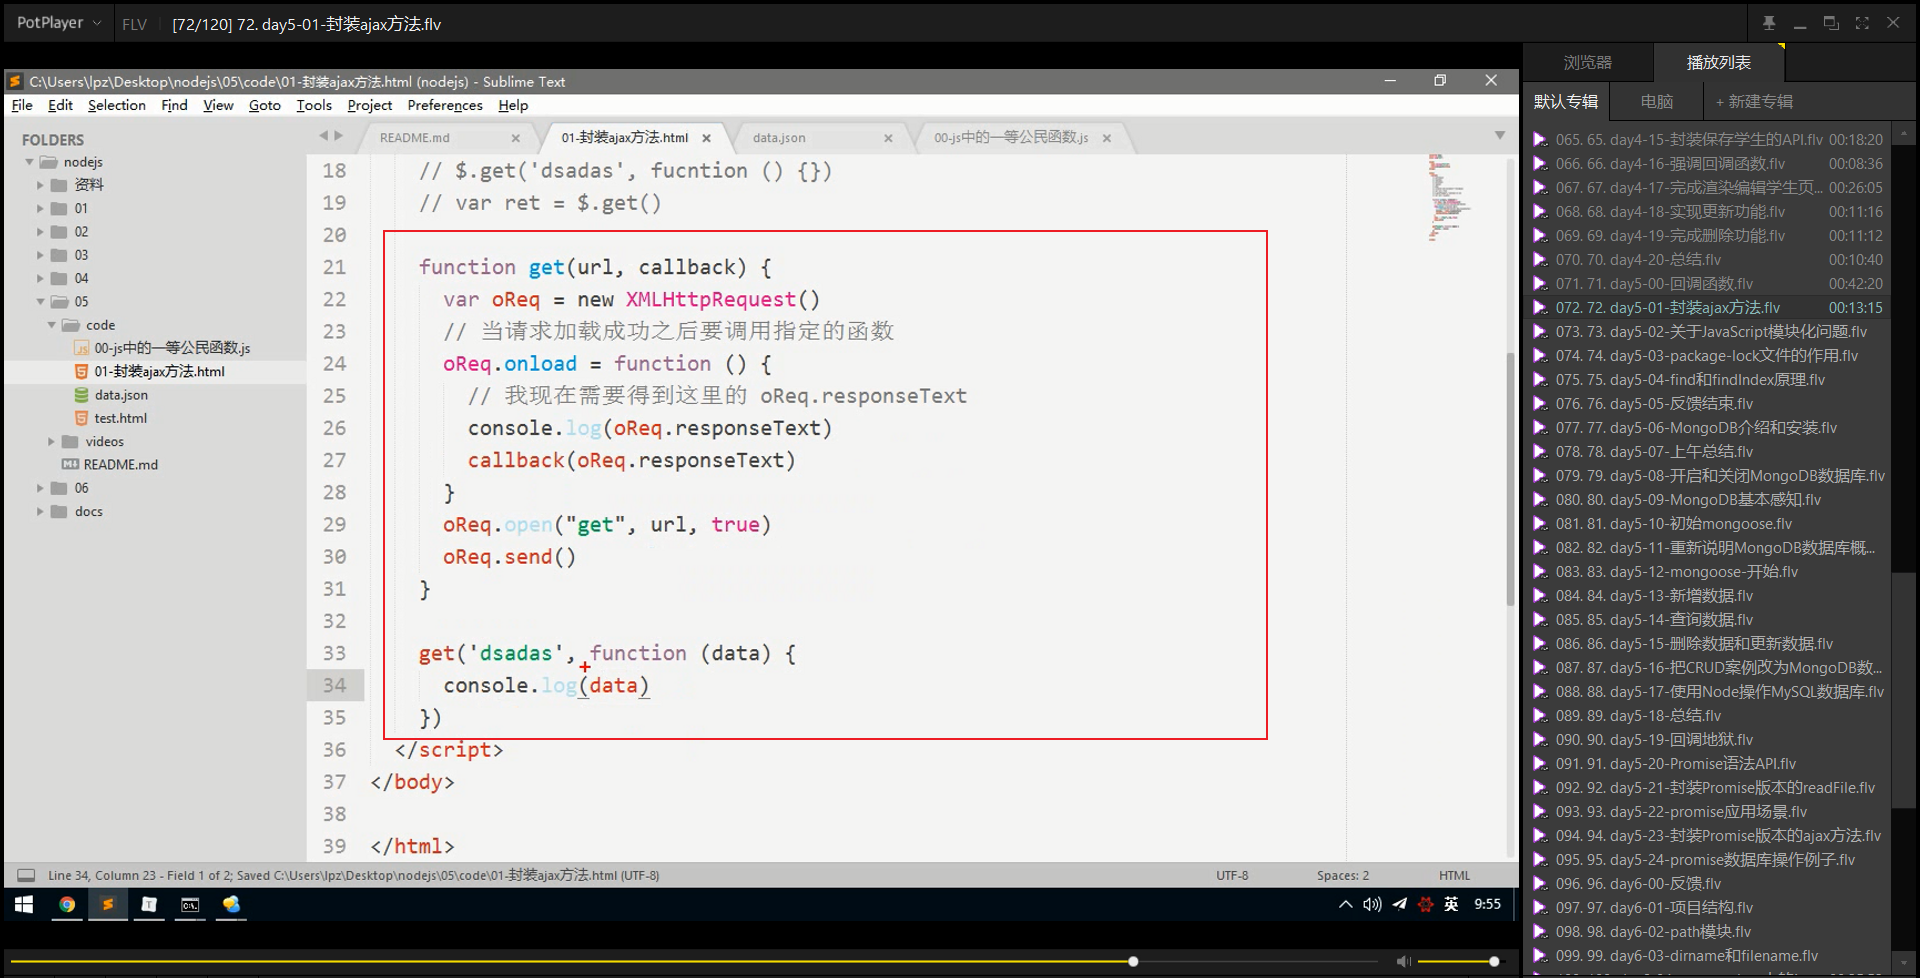 PotPlayer
FLV
[72/120] 72. day5-01-封装ajax方法.flv
C:\Users\lpz\Desktop\nodejs\05\code\01-封装ajax方法.html (nodejs) - Sublime Text
File Edit Selection Find View Goto Tools Project Preferences Help
FOLDERS
nodejs
资料
01
02
03
04
05
code
00-js中的一等公民函数.js
01-封装ajax方法.html
data.json
test.html
videos
README.md
06
docs
README.md
01-封装ajax方法.html
data.json
00-js中的一等公民函数.js
18 // $.get('dsadas', fucntion () {})
19 // var ret = $.get()
20
21 function get(url, callback) {
22 var oReq = new XMLHttpRequest()
23 // 当请求加载成功之后要调用指定的函数
24 oReq.onload = function () {
25 // 我现在需要得到这里的 oReq.responseText
26 console.log(oReq.responseText)
27 callback(oReq.responseText)
28 }
29 oReq.open("get", url, true)
30 oReq.send()
31 }
32
33 get('dsadas', function (data) {
34 console.log(data)
35 })
36 </script>
37 </body>
38
39 </html>
Line 34, Column 23 - Field 1 of 2; Saved C:\Users\lpz\Desktop\nodejs\05\code\01-封装ajax方法.html (UTF-8)
UTF-8
Spaces: 2
HTML
英
9:55
浏览器
播放列表
默认专辑
电脑
+ 新建专辑
065. 65. day4-15-封装保存学生的API.flv 00:18:20
066. 66. day4-16-强调回调函数.flv 00:08:36
067. 67. day4-17-完成渲染编辑学生页... 00:26:05
068. 68. day4-18-实现更新功能.flv 00:11:16
069. 69. day4-19-完成删除功能.flv 00:11:12
070. 70. day4-20-总结.flv 00:10:40
071. 71. day5-00-回调函数.flv 00:42:20
072. 72. day5-01-封装ajax方法.flv 00:13:15
073. 73. day5-02-关于JavaScript模块化问题.flv
074. 74. day5-03-package-lock文件的作用.flv
075. 75. day5-04-find和findIndex原理.flv
076. 76. day5-05-反馈结束.flv
077. 77. day5-06-MongoDB介绍和安装.flv
078. 78. day5-07-上午总结.flv
079. 79. day5-08-开启和关闭MongoDB数据库.flv
080. 80. day5-09-MongoDB基本感知.flv
081. 81. day5-10-初始mongoose.flv
082. 82. day5-11-重新说明MongoDB数据库概...
083. 83. day5-12-mongoose-开始.flv
084. 84. day5-13-新增数据.flv
085. 85. day5-14-查询数据.flv
086. 86. day5-15-删除数据和更新数据.flv
087. 87. day5-16-把CRUD案例改为MongoDB数...
088. 88. day5-17-使用Node操作MySQL数据库.flv
089. 89. day5-18-总结.flv
090. 90. day5-19-回调地狱.flv
091. 91. day5-20-Promise语法API.flv
092. 92. day5-21-封装Promise版本的readFile.flv
093. 93. day5-22-promise应用场景.flv
094. 94. day5-23-封装Promise版本的ajax方法.flv
095. 95. day5-24-promise数据库操作例子.flv
096. 96. day6-00-反馈.flv
097. 97. day6-01-项目结构.flv
098. 98. day6-02-path模块.flv
099. 99. day6-03-dirname和filename.flv